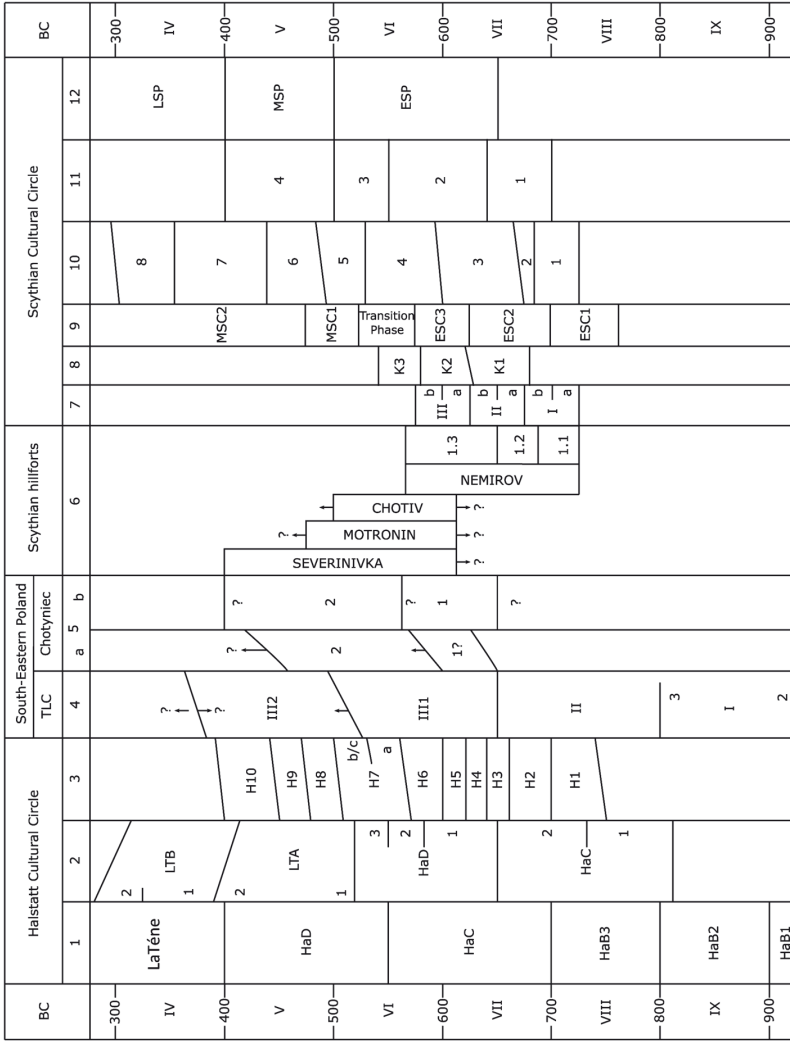 BC
Halstatt Cultural Circle
South-Eastern Poland
Scythian hillforts
Scythian Cultural Circle
BC
TLC
Chotyniec
1
2
3
4
5
a
b
6
7
8
9
10
11
12
300
IV
400
V
500
VI
600
VII
700
VIII
800
IX
900
LaTéne
HaD
HaC
HaB3
HaB2
HaB1
LTB
2
1
LTA
2
1
HaD
3
2
1
HaC
2
1
H10
H9
H8
H7
b/c
a
H6
H5
H4
H3
H2
H1
?
?
III2
III1
II
I
3
2
?
2
1?
?
2
?
1
?
SEVERINIVKA
?
?
MOTRONIN
?
CHOTIV
?
NEMIROV
1.3
1.2
1.1
III
b
a
II
b
a
I
b
a
K3
K2
K1
MSC2
MSC1
Transition
Phase
ESC3
ESC2
ESC1
8
7
6
5
4
3
2
1
4
3
2
1
LSP
MSP
ESP
300
IV
400
V
500
VI
600
VII
700
VIII
800
IX
900